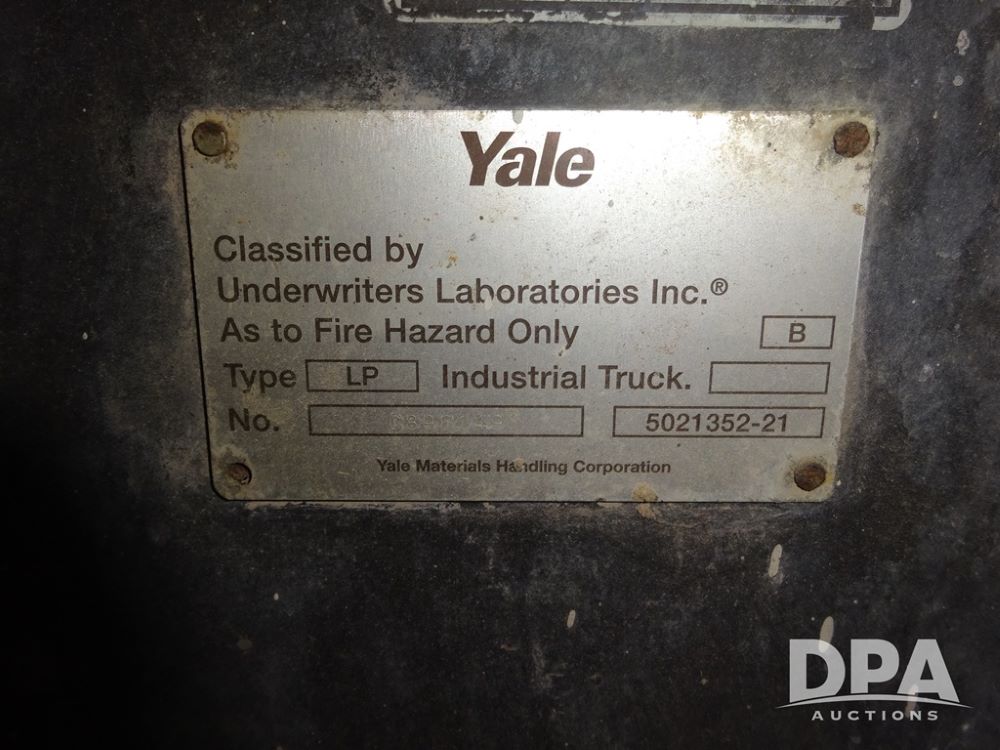 Yale
Classified by
Underwriters Laboratories Inc.®
As to Fire Hazard Only B
Type LP Industrial Truck.
No. 5021352-21
Yale Materials Handling Corporation
DPA
AUCTIONS